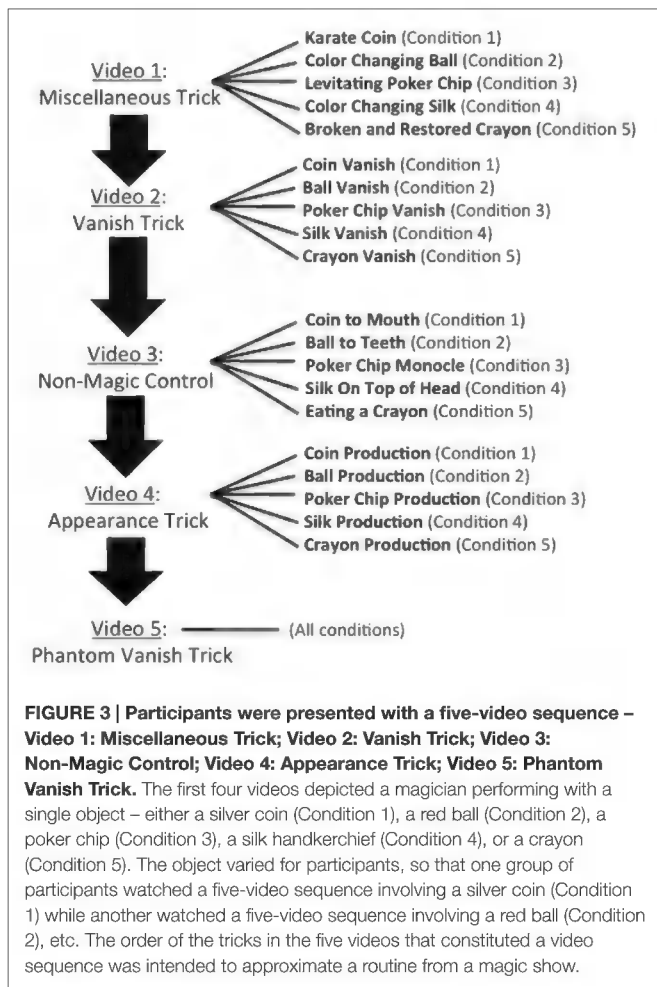 Karate Coin (Condition 1)
Color Changing Ball (Condition 2)
Video 1:
Levitating Poker Chip (Condition 3)
Miscellaneous Trick
Color Changing Silk (Condition 4)
Broken and Restored Crayon (Condition 5)
Coin Vanish (Condition 1)
Ball Vanish (Condition 2)
Video 2:
Poker Chip Vanish (Condition 3)
Vanish Trick
Silk Vanish (Condition 4)
Crayon Vanish (Condition 5)
Coin to Mouth (Condition 1)
Ball to Teeth (Condition 2)
Video 3:
Poker Chip Monocle (Condition 3)
Non-Magic Control
Silk On Top of Head (Condition 4)
Eating a Crayon (Condition 5)
Coin Production (Condition 1)
Ball Production (Condition 2)
Video 4:
Poker Chip Production (Condition 3)
Appearance Trick
Silk Production (Condition 4)
Crayon Production (Condition 5)
Video 5:
(All conditions)
Phantom Vanish Trick
FIGURE 3 | Participants were presented with a five-video sequence –
Video 1: Miscellaneous Trick; Video 2: Vanish Trick; Video 3:
Non-Magic Control; Video 4: Appearance Trick; Video 5: Phantom
Vanish Trick. The first four videos depicted a magician performing with a
single object – either a silver coin (Condition 1), a red ball (Condition 2), a
poker chip (Condition 3), a silk handkerchief (Condition 4), or a crayon
(Condition 5). The object varied for participants, so that one group of
participants watched a five-video sequence involving a silver coin (Condition
1) while another watched a five-video sequence involving a red ball (Condition
2), etc. The order of the tricks in the five videos that constituted a video
sequence was intended to approximate a routine from a magic show.